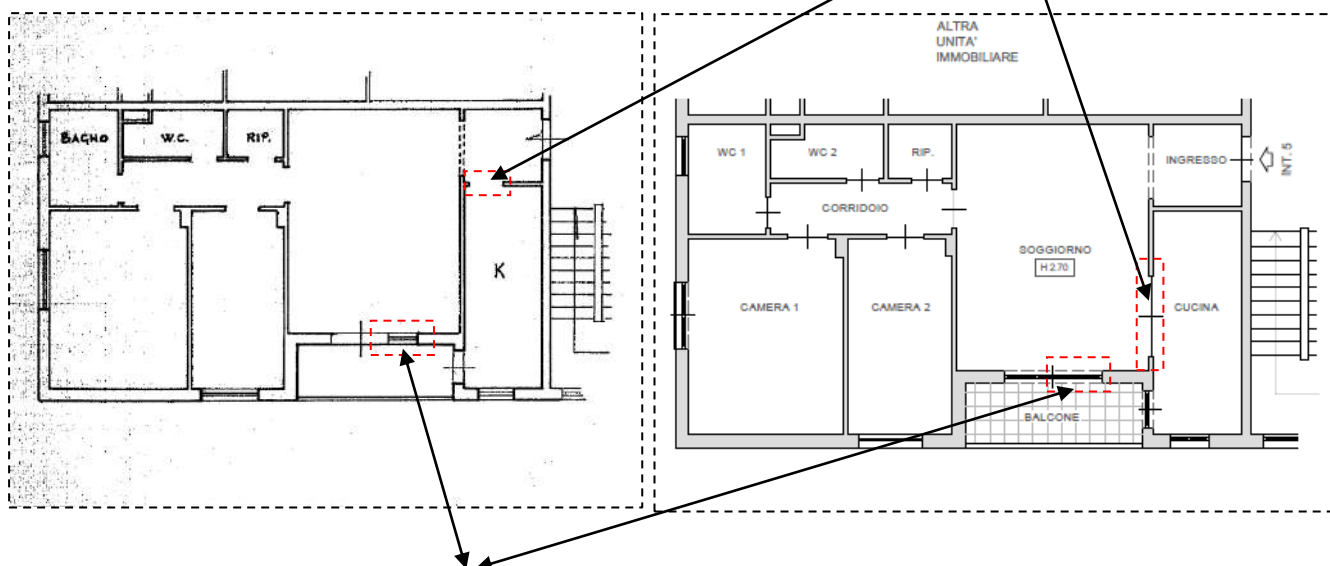 BAGNO
W.C.
RIP.
K
ALTRA
UNITA'
IMMOBILIARE
WC 1
WC 2
RIP.
INGRESSO
INT. 5
CORRIDOIO
SOGGIORNO
H 2.70
CAMERA 1
CAMERA 2
CUCINA
BALCONE